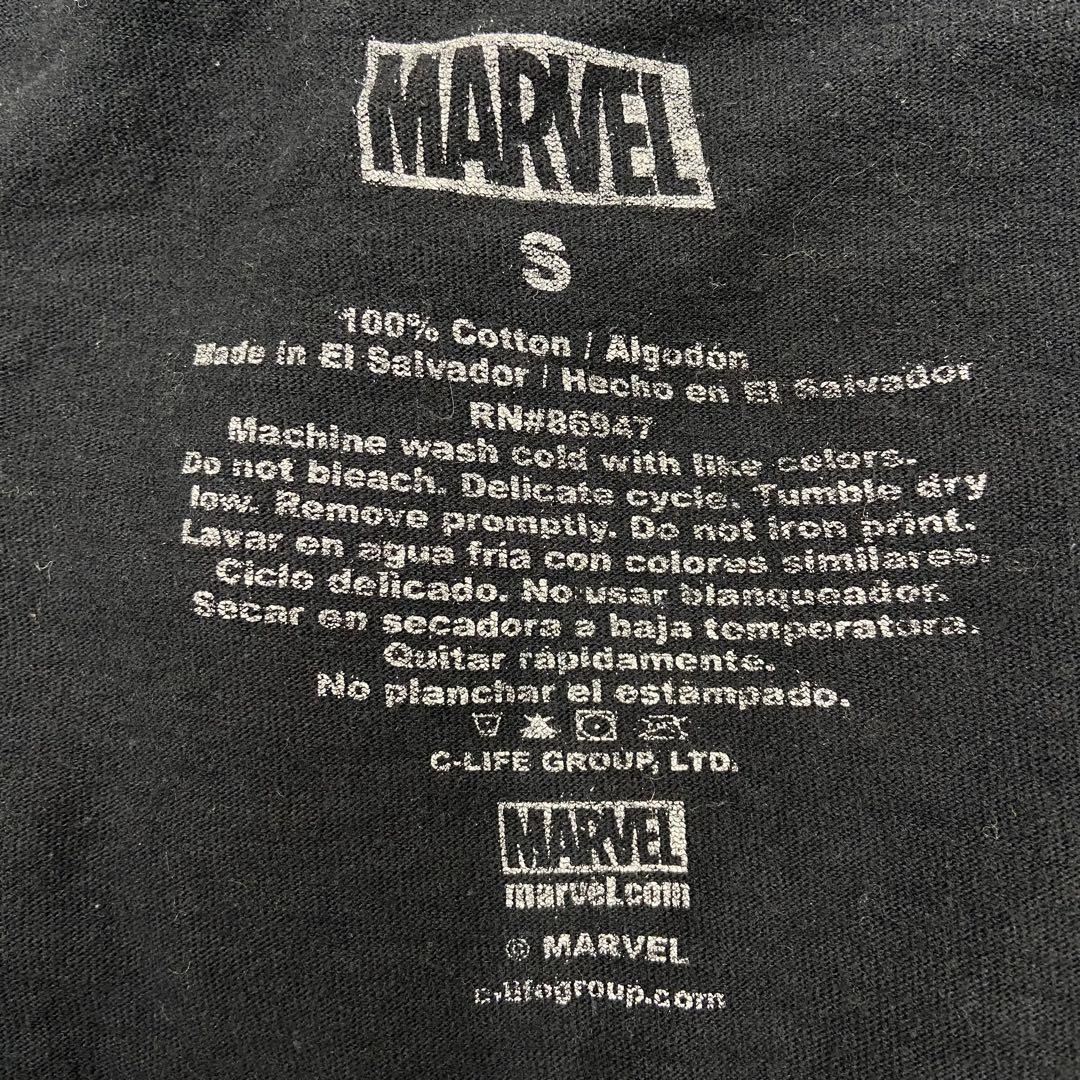 MARVEL
S
100% Cotton / Algodón
Made in El Salvador / Hecho en El Salvador
RN#86947
Machine wash cold with like colors.
Do not bleach. Delicate cycle. Tumble dry
low. Remove promptly. Do not iron print.
Lavar en agua fría con colores similares.
Ciclo delicado. No usar blanqueador.
Secar en secadora a baja temperatura.
Quitar rápidamente.
No planchar el estampado.
C-LIFE GROUP, LTD.
MARVEL
marvel.com
© MARVEL
c-lifegroup.com